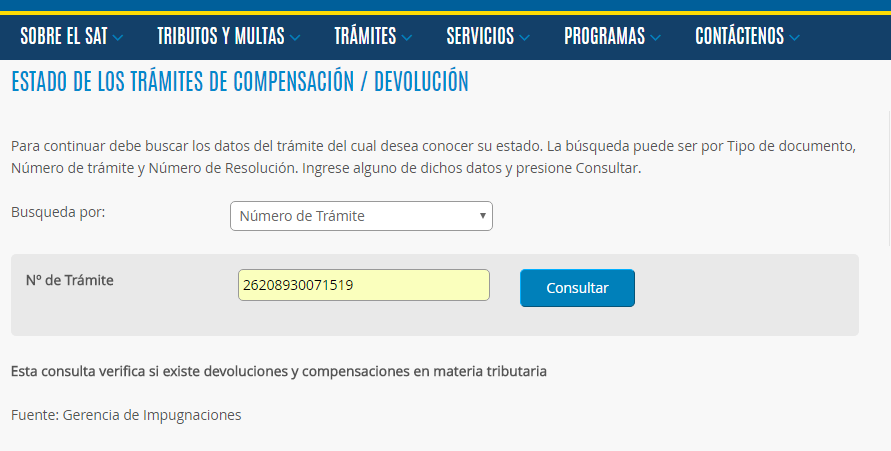 SOBRE EL SAT TRIBUTOS Y MULTAS TRÁMITES SERVICIOS PROGRAMAS CONTÁCTENOS
ESTADO DE LOS TRÁMITES DE COMPENSACIÓN / DEVOLUCIÓN
Para continuar debe buscar los datos del trámite del cual desea conocer su estado. La búsqueda puede ser por Tipo de documento,
Número de trámite y Número de Resolución. Ingrese alguno de dichos datos y presione Consultar.
Busqueda por: Número de Trámite
Nº de Trámite 26208930071519 Consultar
Esta consulta verifica si existe devoluciones y compensaciones en materia tributaria
Fuente: Gerencia de Impugnaciones